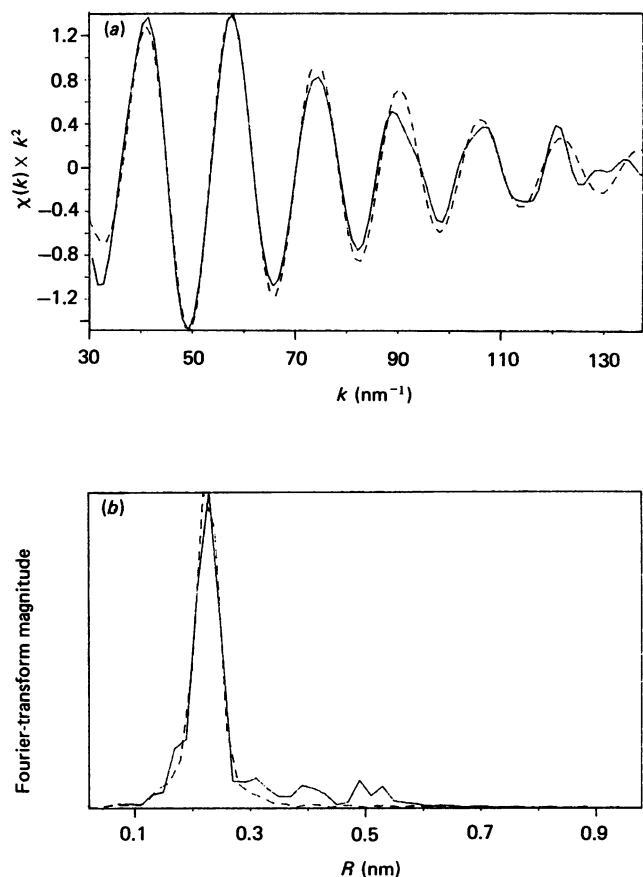 (a)
1.2
0.8
0.4
0
−0.4
−0.8
−1.2
χ(k) × k²
30 50 70 90 110 130
k (nm⁻¹)
(b)
Fourier-transform magnitude
0.1 0.3 0.5 0.7 0.9
R (nm)